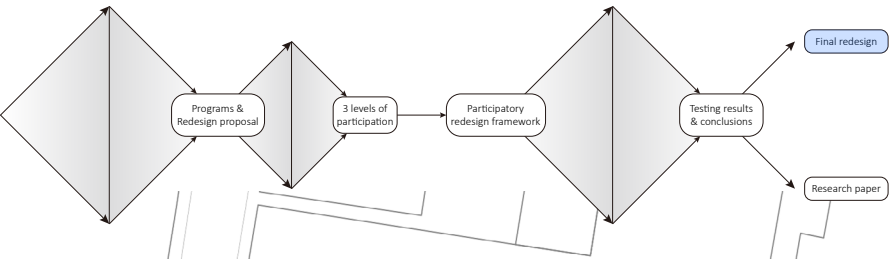 Programs &
Redesign proposal
3 levels of
participation
Participatory
redesign framework
Testing results
& conclusions
Final redesign
Research paper